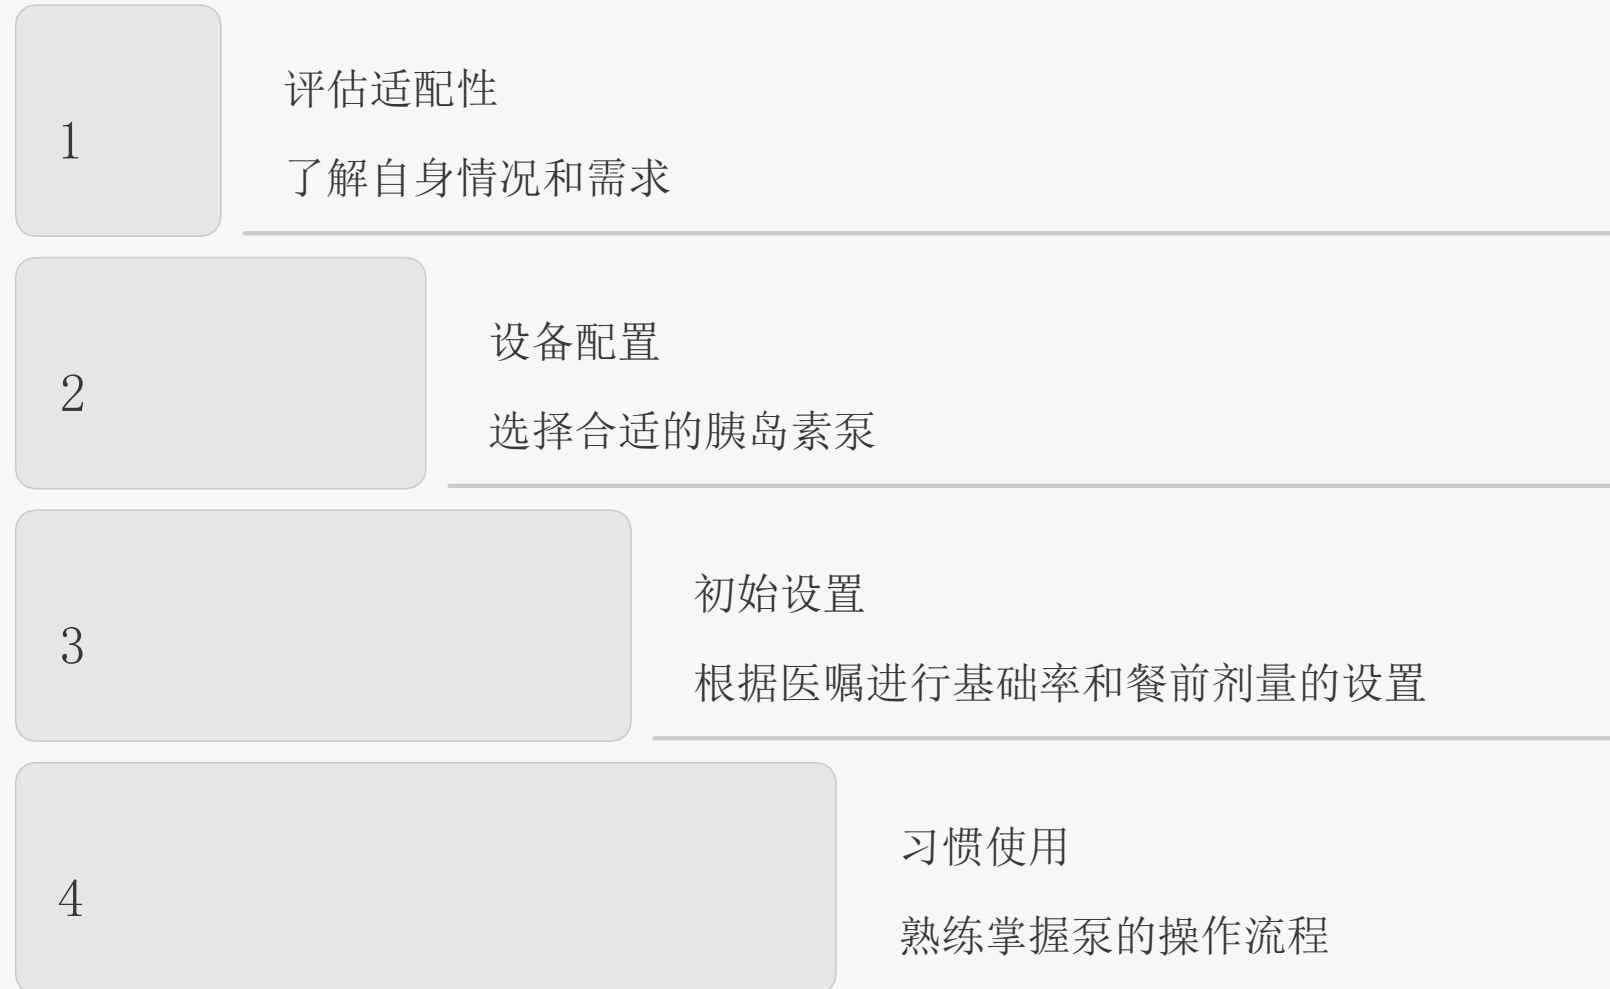 1
评估适配性
了解自身情况和需求
2
设备配置
选择合适的胰岛素泵
3
初始设置
根据医嘱进行基础率和餐前剂量的设置
4
习惯使用
熟练掌握泵的操作流程